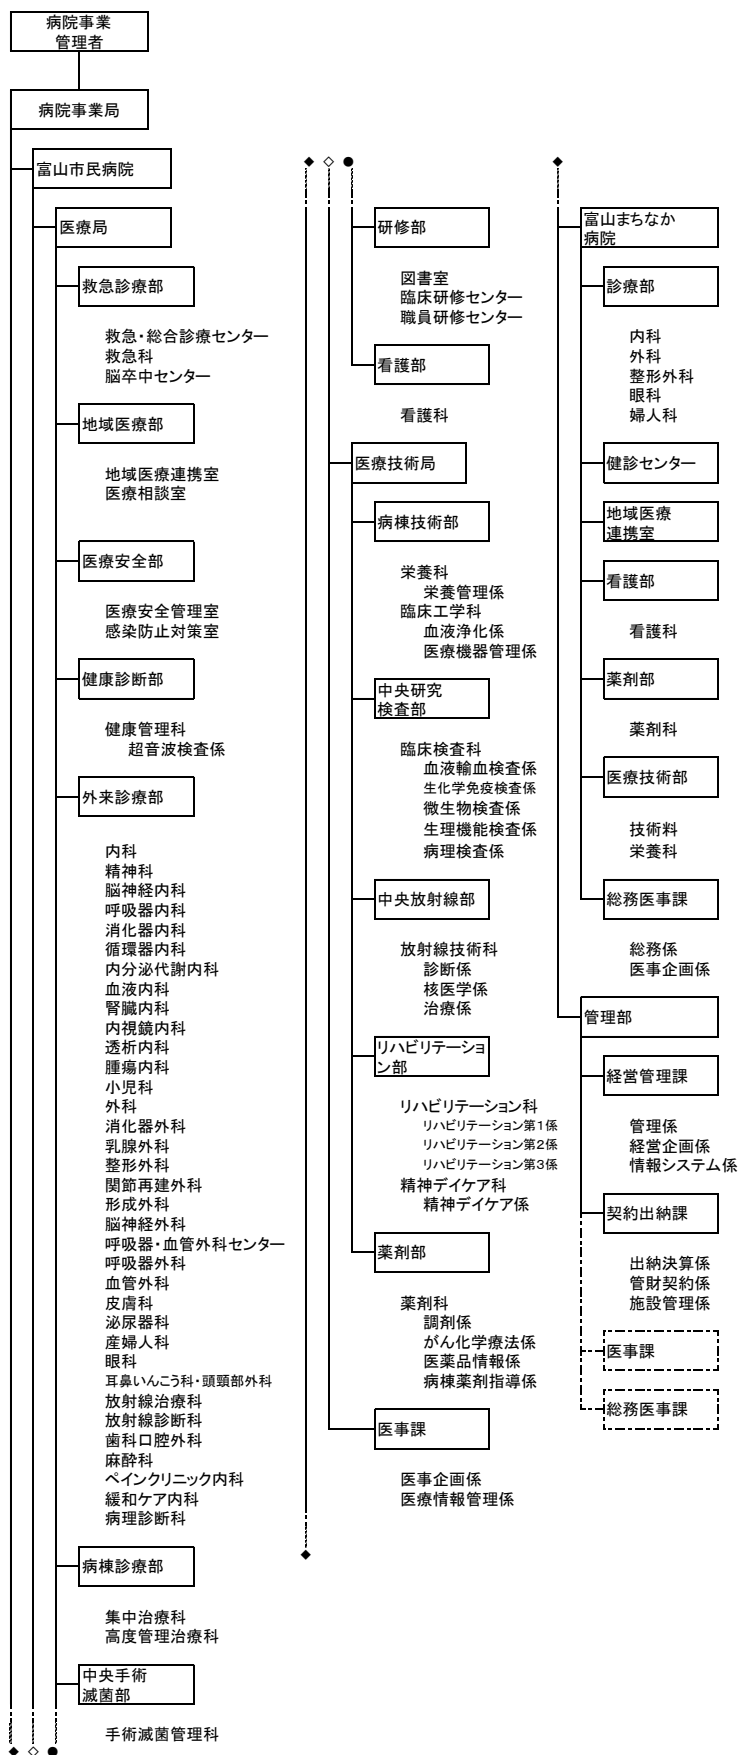 病院事業
管理者
病院事業局
富山市民病院
医療局
救急診療部
救急・総合診療センター
救急科
脳卒中センター
地域医療部
地域医療連携室
医療相談室
医療安全部
医療安全管理室
感染防止対策室
健康診断部
健康管理科
超音波検査係
外来診療部
内科
精神科
脳神経内科
呼吸器内科
消化器内科
循環器内科
内分泌代謝内科
血液内科
腎臓内科
内視鏡内科
透析内科
腫瘍内科
小児科
外科
消化器外科
乳腺外科
整形外科
関節再建外科
形成外科
脳神経外科
呼吸器・血管外科センター
呼吸器外科
血管外科
皮膚科
泌尿器科
産婦人科
眼科
耳鼻いんこう科・頭頸部外科
放射線治療科
放射線診断科
歯科口腔外科
麻酔科
ペインクリニック内科
緩和ケア内科
病理診断科
病棟診療部
集中治療科
高度管理治療科
中央手術
滅菌部
手術滅菌管理科
◆ ◇ ●
◆ ◇ ●
研修部
図書室
臨床研修センター
職員研修センター
看護部
看護科
医療技術局
病棟技術部
栄養科
栄養管理係
臨床工学科
血液浄化係
医療機器管理係
中央研究
検査部
臨床検査科
血液輸血検査係
生化学免疫検査係
微生物検査係
生理機能検査係
病理検査係
中央放射線部
放射線技術科
診断係
核医学係
治療係
リハビリテーショ
ン部
リハビリテーション科
リハビリテーション第1係
リハビリテーション第2係
リハビリテーション第3係
精神デイケア科
精神デイケア係
薬剤部
薬剤科
調剤係
がん化学療法係
医薬品情報係
病棟薬剤指導係
医事課
医事企画係
医療情報管理係
◆
◆
富山まちなか
病院
診療部
内科
外科
整形外科
眼科
婦人科
健診センター
地域医療
連携室
看護部
看護科
薬剤部
薬剤科
医療技術部
技術料
栄養科
総務医事課
総務係
医事企画係
管理部
経営管理課
管理係
経営企画係
情報システム係
契約出納課
出納決算係
管財契約係
施設管理係
医事課
総務医事課